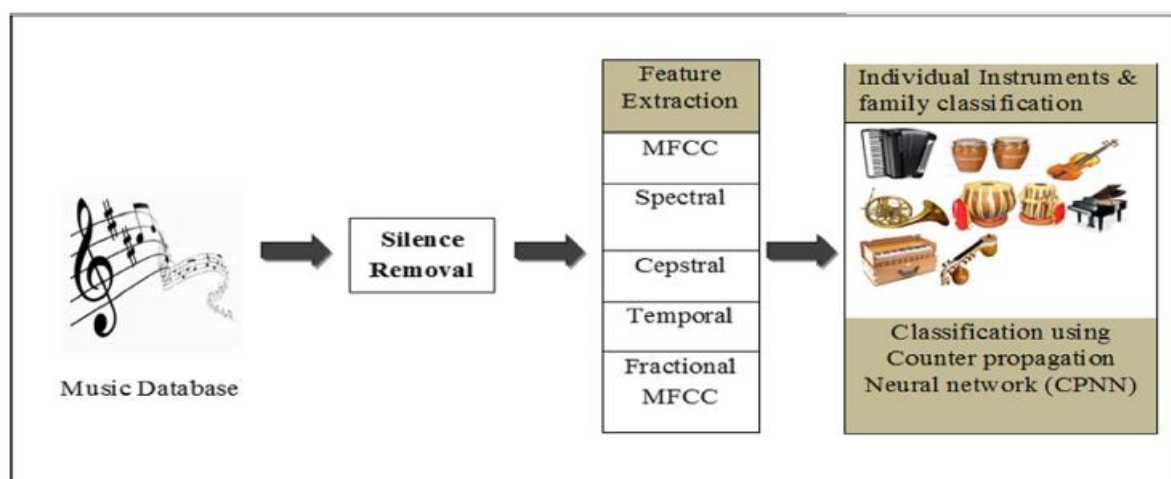 Music Database
Silence
Removal
Feature
Extraction
MFCC
Spectral
Cepstral
Temporal
Fractional
MFCC
Individual Instruments &
family classification
Classification using
Counter propagation
Neural network (CPNN)